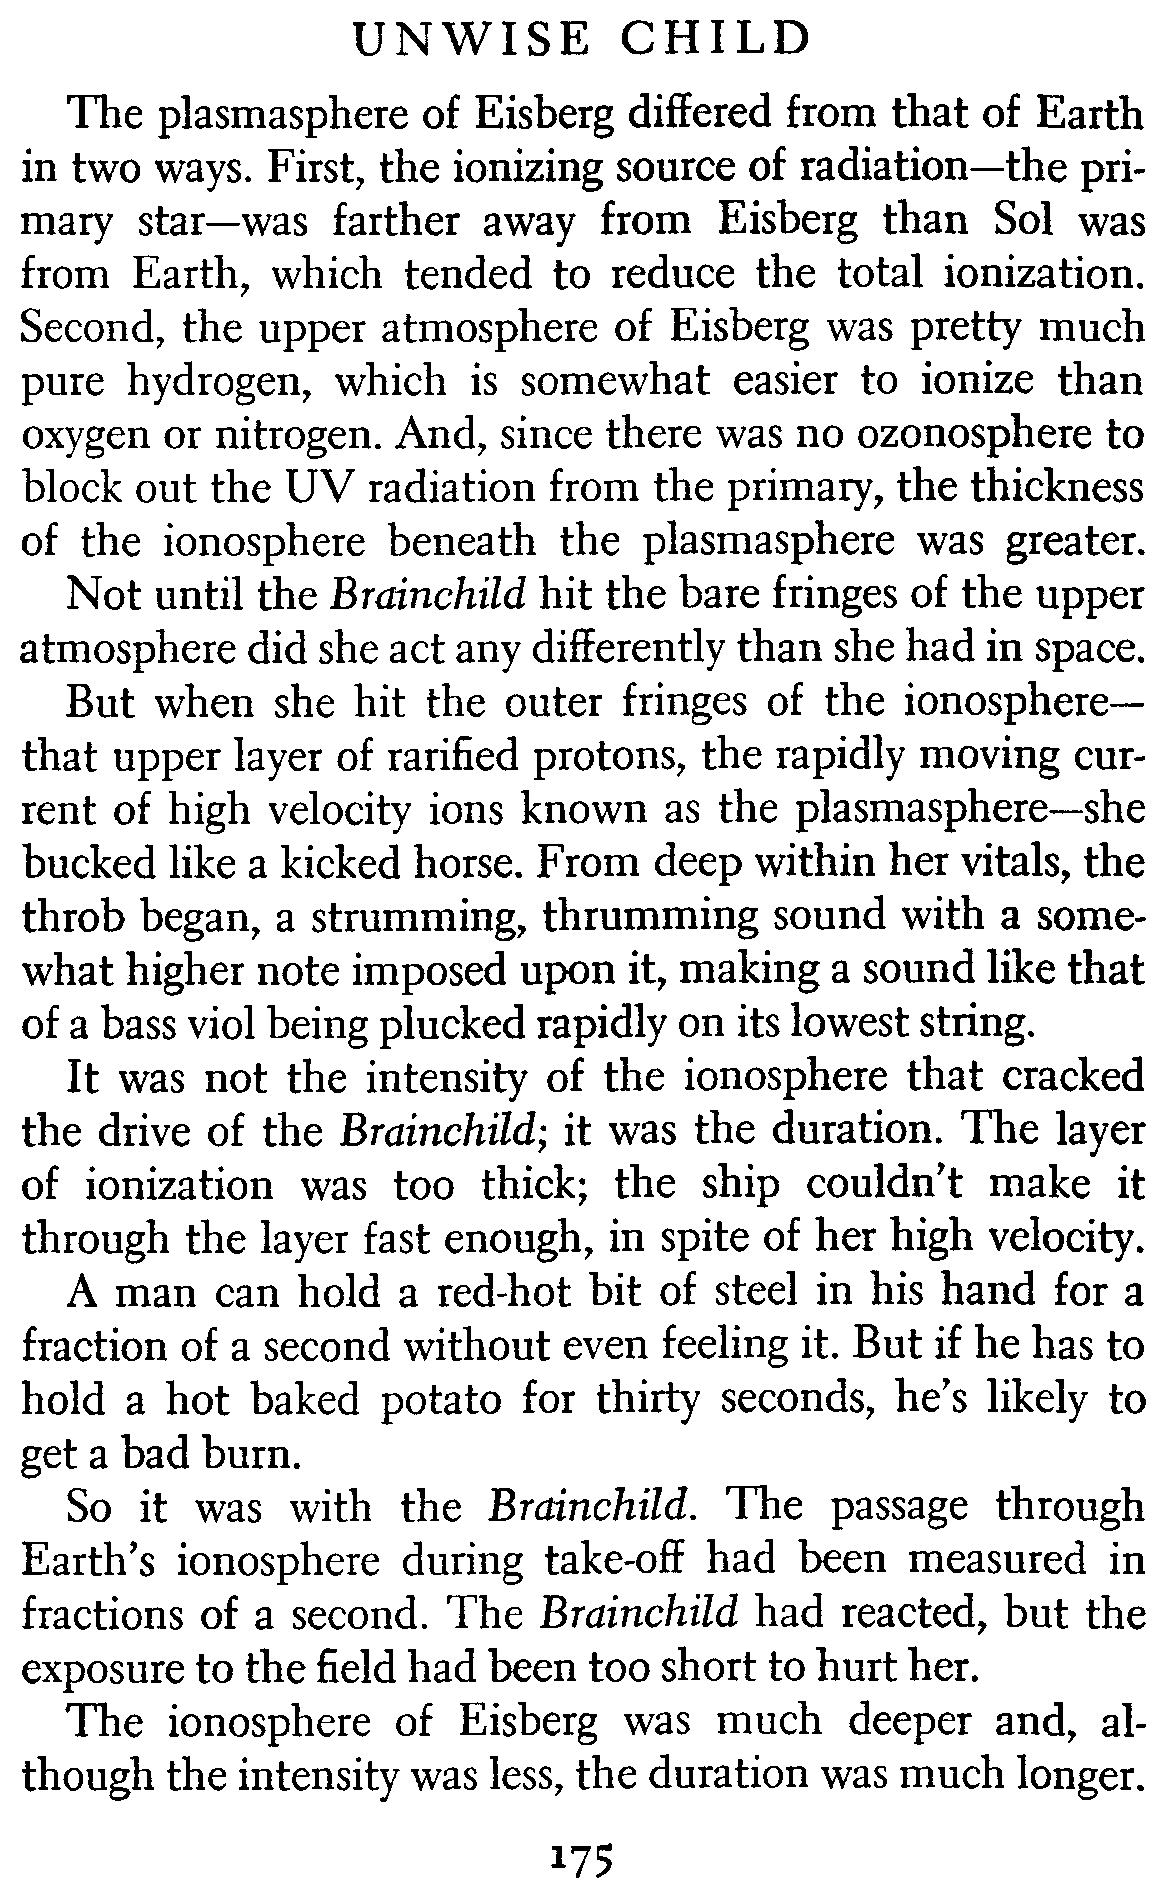 UNWISE CHILD
The plasmasphere of Eisberg differed from that of Earth
in two ways. First, the ionizing source of radiation—the pri-
mary star—was farther away from Eisberg than Sol was
from Earth, which tended to reduce the total ionization.
Second, the upper atmosphere of Eisberg was pretty much
pure hydrogen, which is somewhat easier to ionize than
oxygen or nitrogen. And, since there was no ozonosphere to
block out the UV radiation from the primary, the thickness
of the ionosphere beneath the plasmasphere was greater.
Not until the Brainchild hit the bare fringes of the upper
atmosphere did she act any differently than she had in space.
But when she hit the outer fringes of the ionosphere—
that upper layer of rarified protons, the rapidly moving cur-
rent of high velocity ions known as the plasmasphere—she
bucked like a kicked horse. From deep within her vitals, the
throb began, a strumming, thrumming sound with a some-
what higher note imposed upon it, making a sound like that
of a bass viol being plucked rapidly on its lowest string.
It was not the intensity of the ionosphere that cracked
the drive of the Brainchild; it was the duration. The layer
of ionization was too thick; the ship couldn't make it
through the layer fast enough, in spite of her high velocity.
A man can hold a red-hot bit of steel in his hand for a
fraction of a second without even feeling it. But if he has to
hold a hot baked potato for thirty seconds, he's likely to
get a bad burn.
So it was with the Brainchild. The passage through
Earth's ionosphere during take-off had been measured in
fractions of a second. The Brainchild had reacted, but the
exposure to the field had been too short to hurt her.
The ionosphere of Eisberg was much deeper and, al-
though the intensity was less, the duration was much longer.
175